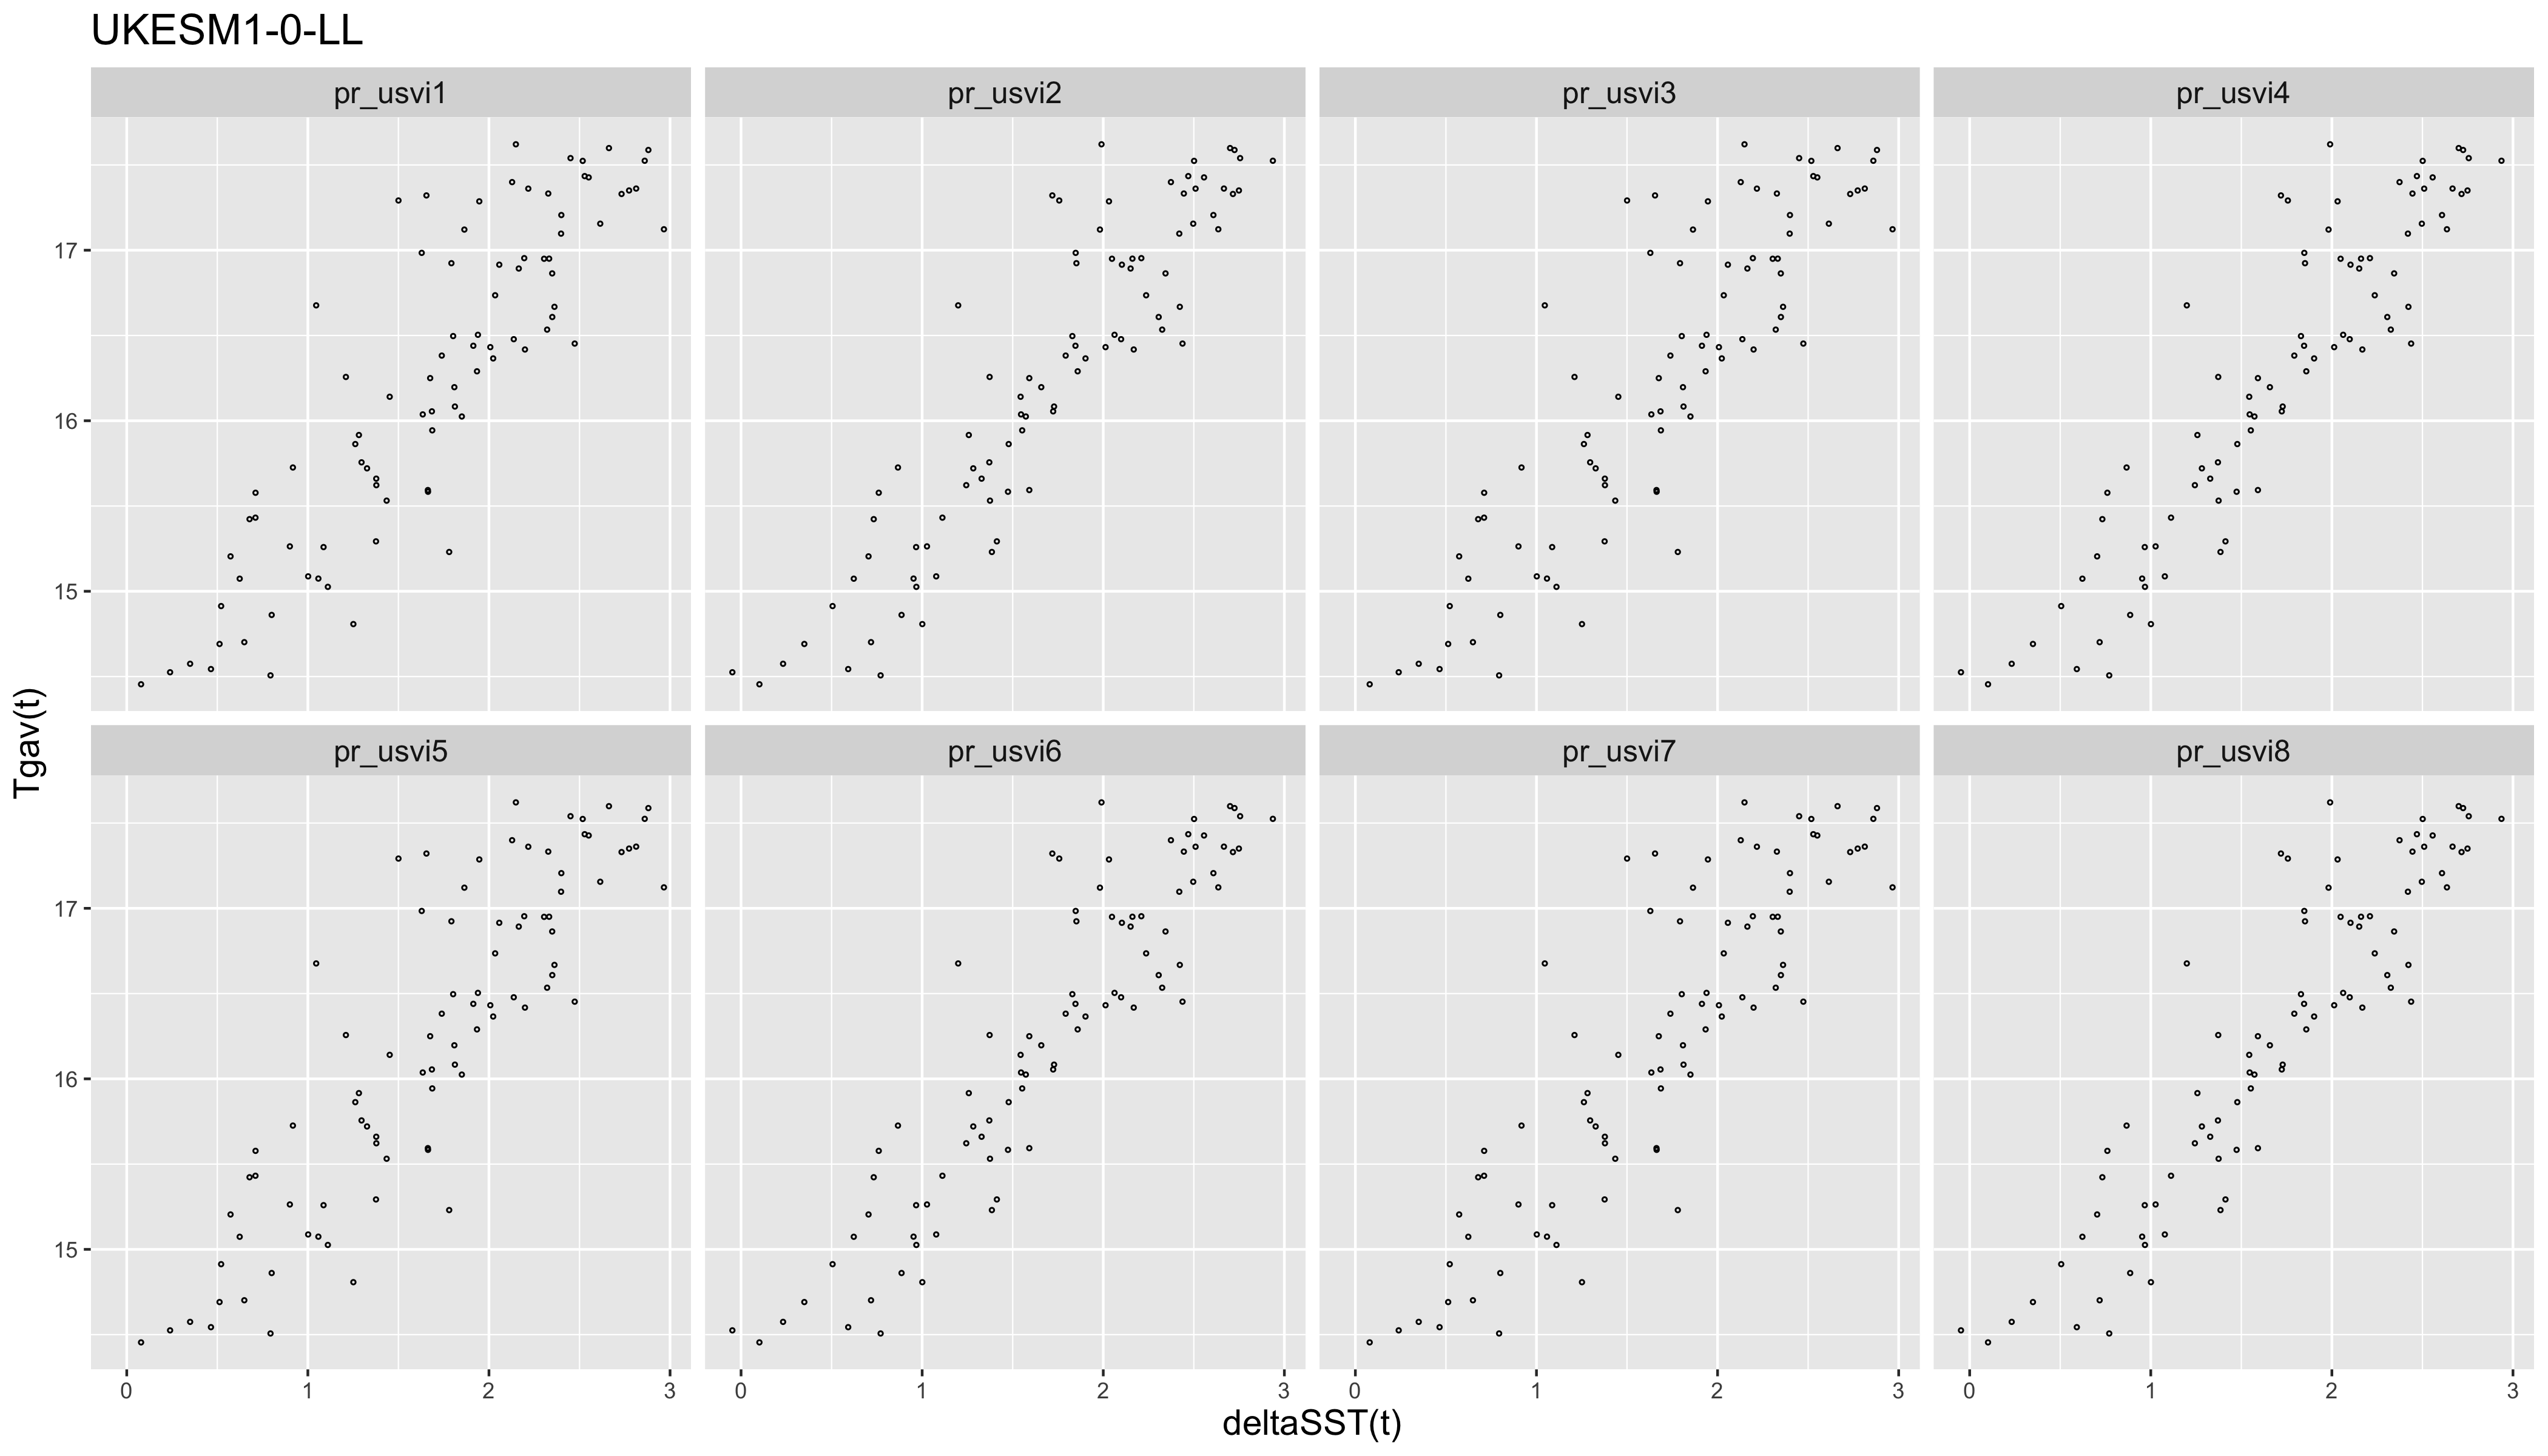 UKESM1-0-LL
pr_usvi1 pr_usvi2 pr_usvi3 pr_usvi4
17
16
15
Tgav(t)
pr_usvi5 pr_usvi6 pr_usvi7 pr_usvi8
17
16
15
0 1 2 3 0 1 2 3 0 1 2 3 0 1 2 3
deltaSST(t)